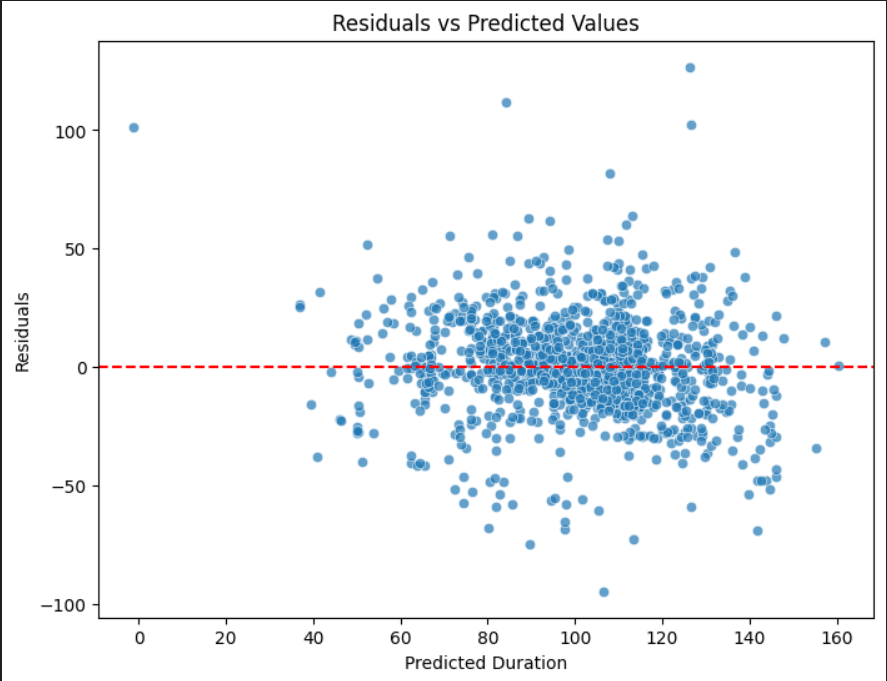 Residuals vs Predicted Values
100
50
0
−50
−100
Residuals
0 20 40 60 80 100 120 140 160
Predicted Duration